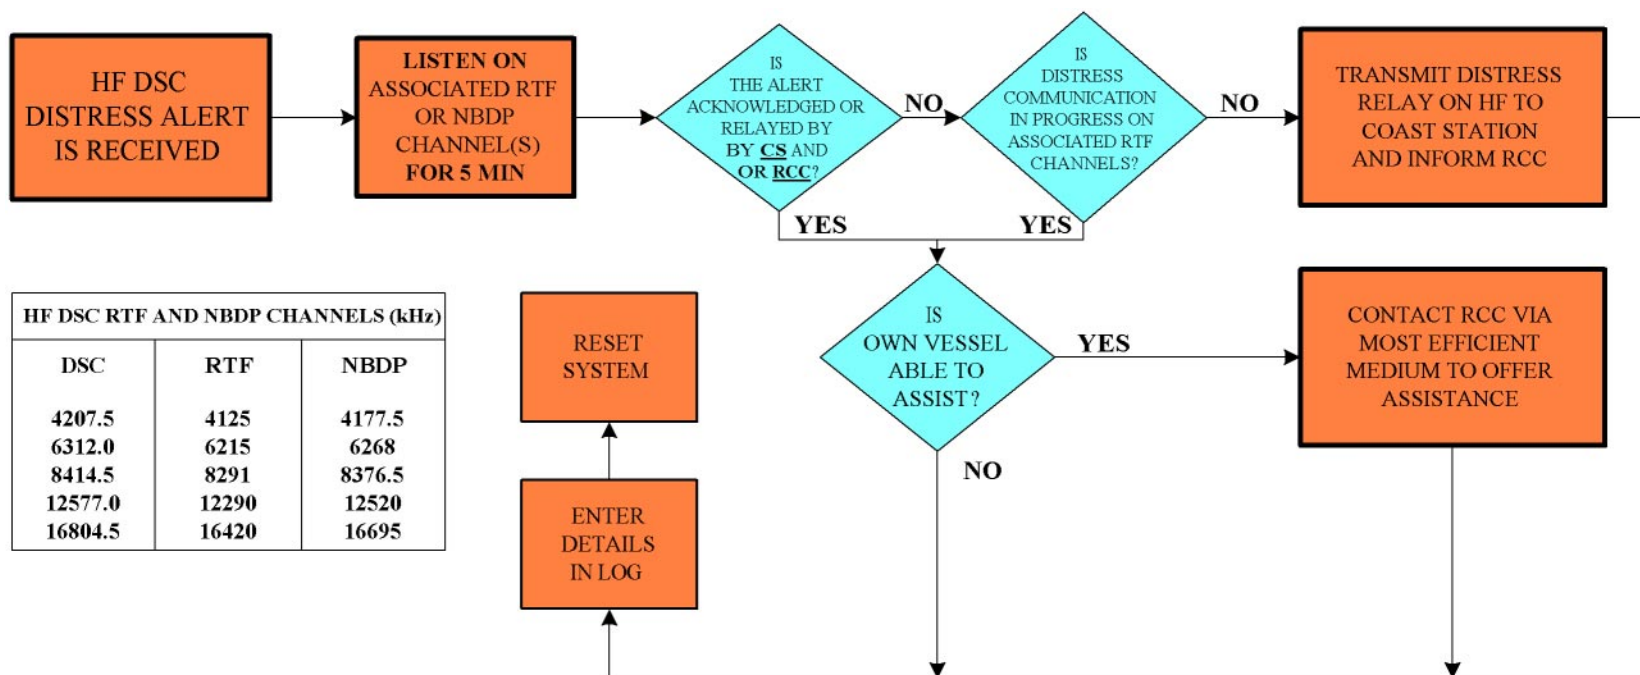 HF DSC
DISTRESS ALERT
IS RECEIVED
LISTEN ON
ASSOCIATED RTF
OR NBDP
CHANNEL(S)
FOR 5 MIN
IS
THE ALERT
ACKNOWLEDGED OR
RELAYED BY
BY CS AND
OR RCC?
NO
YES
IS
DISTRESS
COMMUNICATION
IN PROGRESS ON
ASSOCIATED RTF
CHANNELS?
NO
YES
TRANSMIT DISTRESS
RELAY ON HF TO
COAST STATION
AND INFORM RCC
HF DSC RTF AND NBDP CHANNELS (kHz)
DSC RTF NBDP
4207.5 4125 4177.5
6312.0 6215 6268
8414.5 8291 8376.5
12577.0 12290 12520
16804.5 16420 16695
RESET
SYSTEM
ENTER
DETAILS
IN LOG
IS
OWN VESSEL
ABLE TO
ASSIST?
YES
NO
CONTACT RCC VIA
MOST EFFICIENT
MEDIUM TO OFFER
ASSISTANCE